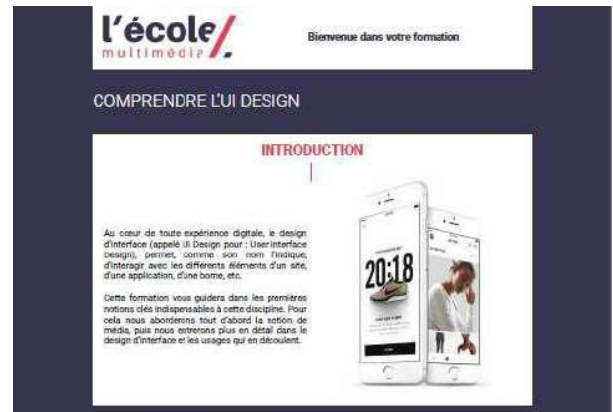 l'école
multimédia
Bienvenue dans votre formation
COMPRENDRE L'UI DESIGN
INTRODUCTION
Au cœur de toute expérience digitale, le design
d'interface (appelé UI Design pour : User Interface
Design), permet, comme son nom l'indique,
d'interagir avec les différents éléments d'un site,
d'une application, d'une borne, etc.
Cette formation vous guidera dans les premières
notions clés indispensables à cette discipline. Pour
cela nous aborderons tout d'abord la notion de
média, puis nous entrerons plus en détail dans le
design d'interface et les usages qui en découlent.
20:18